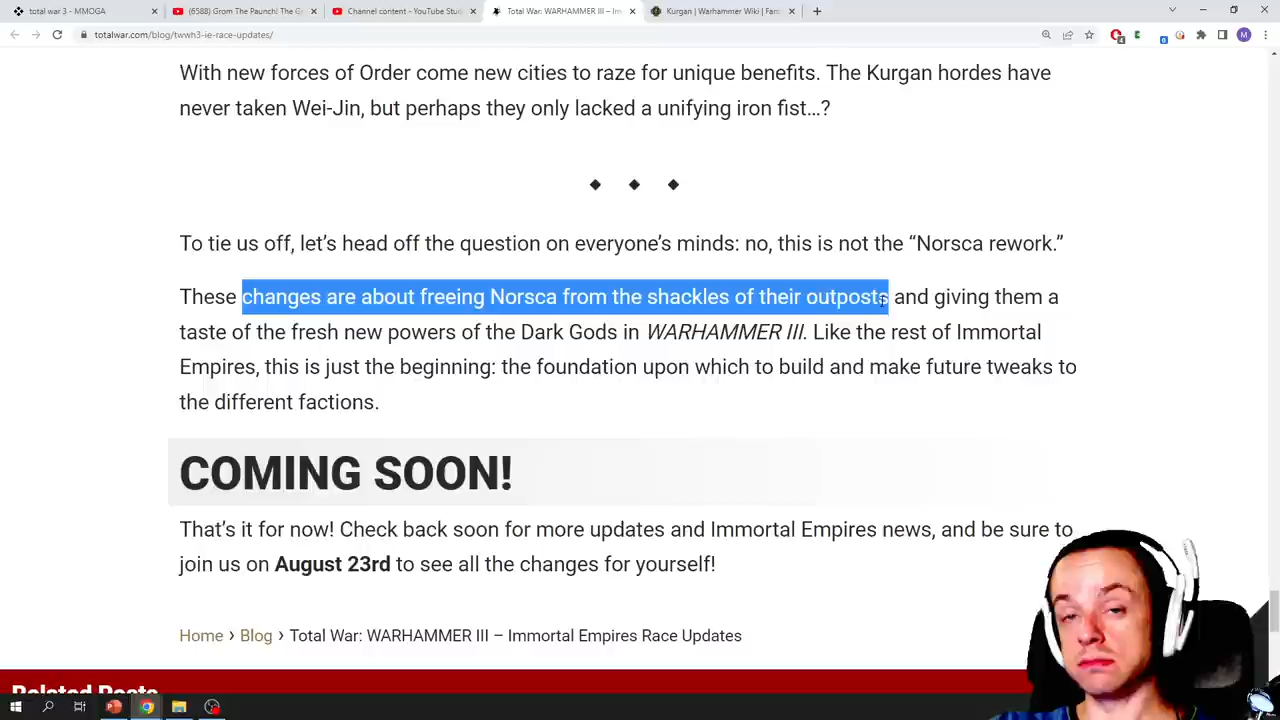 total war 3 - MMOGA
(6588) Grom The Paunch! The G
Channel content - YouTube Stud
Total War: WARHAMMER III – Im
Kurgan | Warhammer Wiki | Fan
totalwar.com/blog/twwh3-ie-race-updates/
With new forces of Order come new cities to raze for unique benefits. The Kurgan hordes have
never taken Wei-Jin, but perhaps they only lacked a unifying iron fist…?
To tie us off, let’s head off the question on everyone’s minds: no, this is not the “Norsca rework.”
These changes are about freeing Norsca from the shackles of their outposts and giving them a
taste of the fresh new powers of the Dark Gods in WARHAMMER III. Like the rest of Immortal
Empires, this is just the beginning: the foundation upon which to build and make future tweaks to
the different factions.
COMING SOON!
That’s it for now! Check back soon for more updates and Immortal Empires news, and be sure to
join us on August 23rd to see all the changes for yourself!
Home › Blog › Total War: WARHAMMER III – Immortal Empires Race Updates
Related Posts